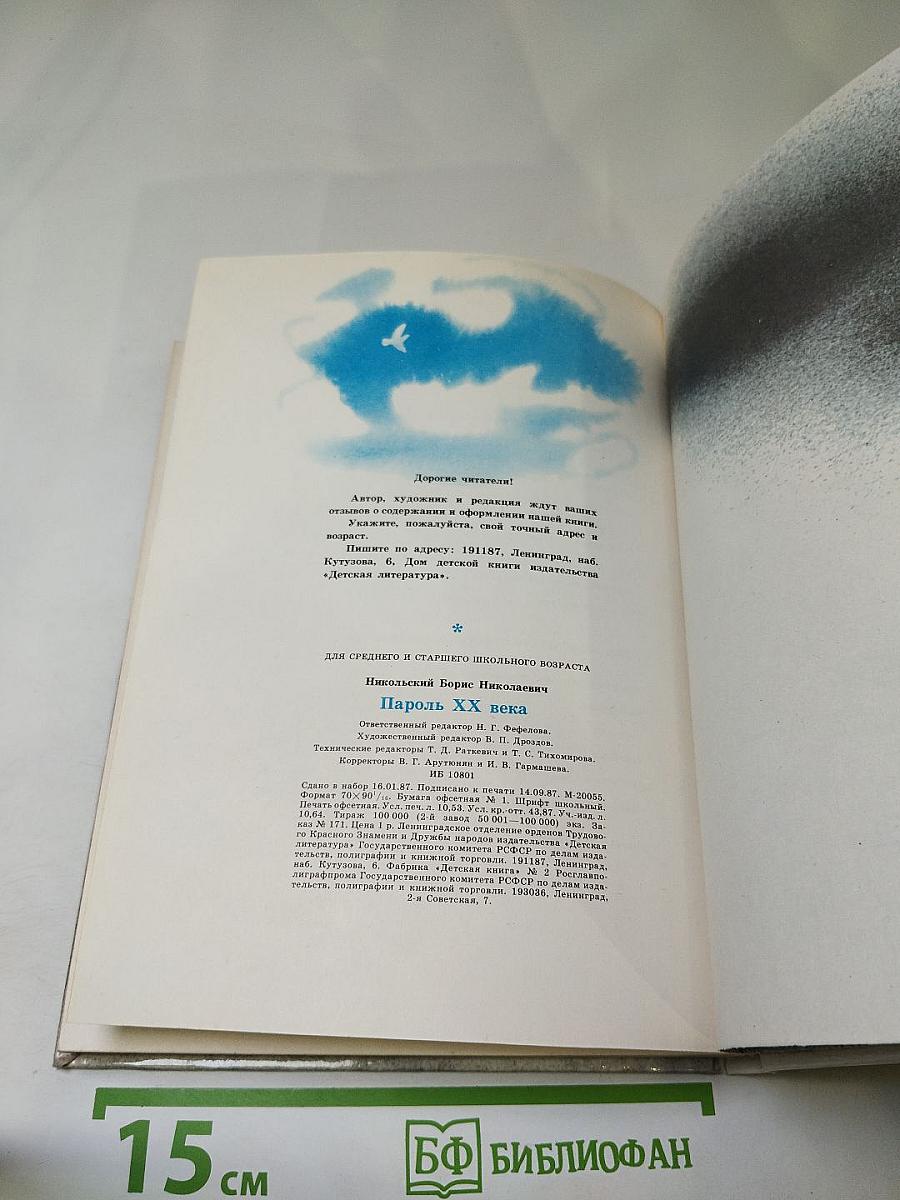 Дорогие читатели!
Автор, художник и редакция ждут ваших
отзывов о содержании и оформлении нашей книги.
Укажите, пожалуйста, свой точный адрес и
возраст.
Пишите по адресу: 191187, Ленинград, наб.
Кутузова, 6, Дом детской книги издательства
«Детская литература».
*
ДЛЯ СРЕДНЕГО И СТАРШЕГО ШКОЛЬНОГО ВОЗРАСТА
Никольский Борис Николаевич
Пароль XX века
Ответственный редактор Н. Г. Фефелова.
Художественный редактор В. П. Дроздов.
Технические редакторы Т. Д. Раткевич и Т. С. Тихомирова.
Корректоры В. Г. Арутюнян и И. В. Гармашева.
ИБ 10801
Сдано в набор 16.01.87. Подписано к печати 14.09.87. М-20055.
Формат 70×90¹/₁₆. Бумага офсетная № 1. Шрифт школьный.
Печать офсетная. Усл. печ. л. 10,53. Усл. кр.-отт. 43,87. Уч.-изд. л.
10,64. Тираж 100 000 (2-й завод 50 001—100 000) экз. За-
каз № 171. Цена 1 р. Ленинградское отделение орденов Трудово-
го Красного Знамени и Дружбы народов издательства «Детская
литература» Государственного комитета РСФСР по делам изда-
тельств, полиграфии и книжной торговли. 191187, Ленинград,
наб. Кутузова, 6. Фабрика «Детская книга» № 2 Росглавпо-
лиграфпрома Государственного комитета РСФСР по делам изда-
тельств, полиграфии и книжной торговли. 193036, Ленинград,
2-я Советская, 7.
15 см
БФ БИБЛИОФАН